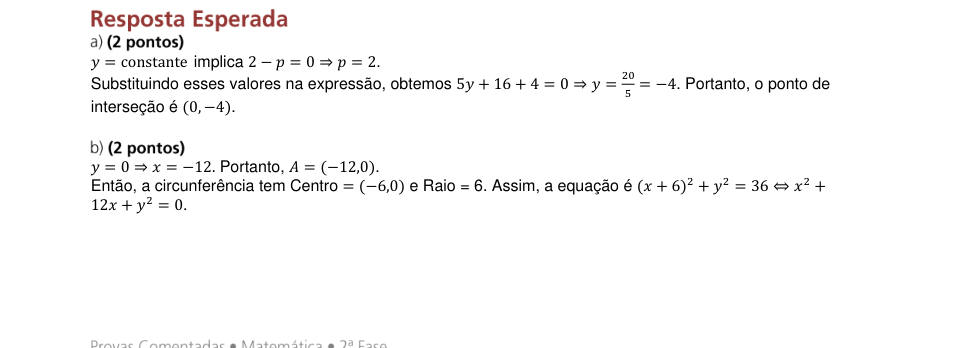 Resposta Esperada
a) (2 pontos)
y = constante implica 2 − p = 0 ⇒ p = 2.
Substituindo esses valores na expressão, obtemos 5y + 16 + 4 = 0 ⇒ y = 20/5 = −4. Portanto, o ponto de
interseção é (0, −4).
b) (2 pontos)
y = 0 ⇒ x = −12. Portanto, A = (−12,0).
Então, a circunferência tem Centro = (−6,0) e Raio = 6. Assim, a equação é (x + 6)² + y² = 36 ⇔ x² +
12x + y² = 0.
Provas Comentadas • Matemática • 2ª Fase